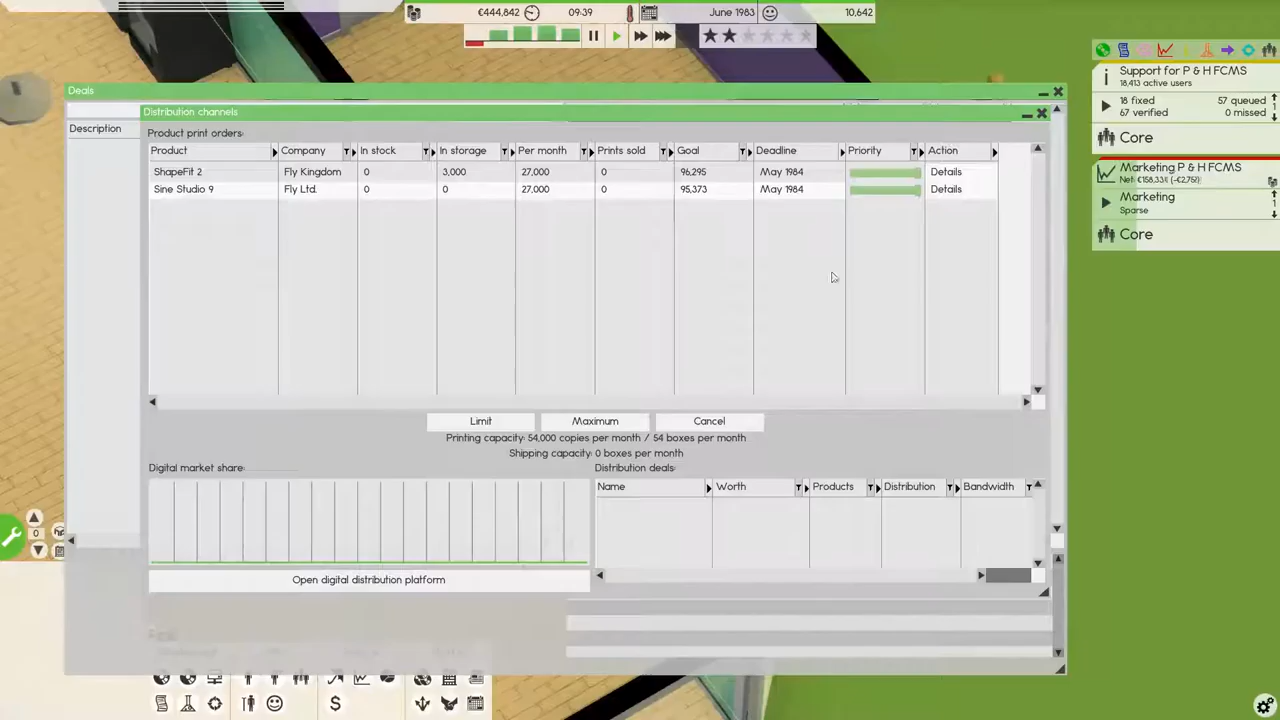 €444,842 09-39 June 1983 10,642
Deals
Description
Distribution channels
Product print orders:
Product Company In stock In storage Per month Prints sold Goal Deadline Priority Action
ShapeFit 2 Fly Kingdom 0 3,000 27,000 0 96,295 May 1984 Details
Sine Studio 9 Fly Ltd. 0 0 27,000 0 95,373 May 1984 Details
Limit Maximum Cancel
Printing capacity: 54,000 copies per month / 54 boxes per month
Shipping capacity: 0 boxes per month
Digital market share:
Distribution deals:
Name Worth Products Distribution Bandwidth
Open digital distribution platform
0
Support for P & H FCMS
18,413 active users
18 fixed 57 queued
67 verified 0 missed
1
Core
Marketing P & H FCMS
Marketing
Sparse
1
Core